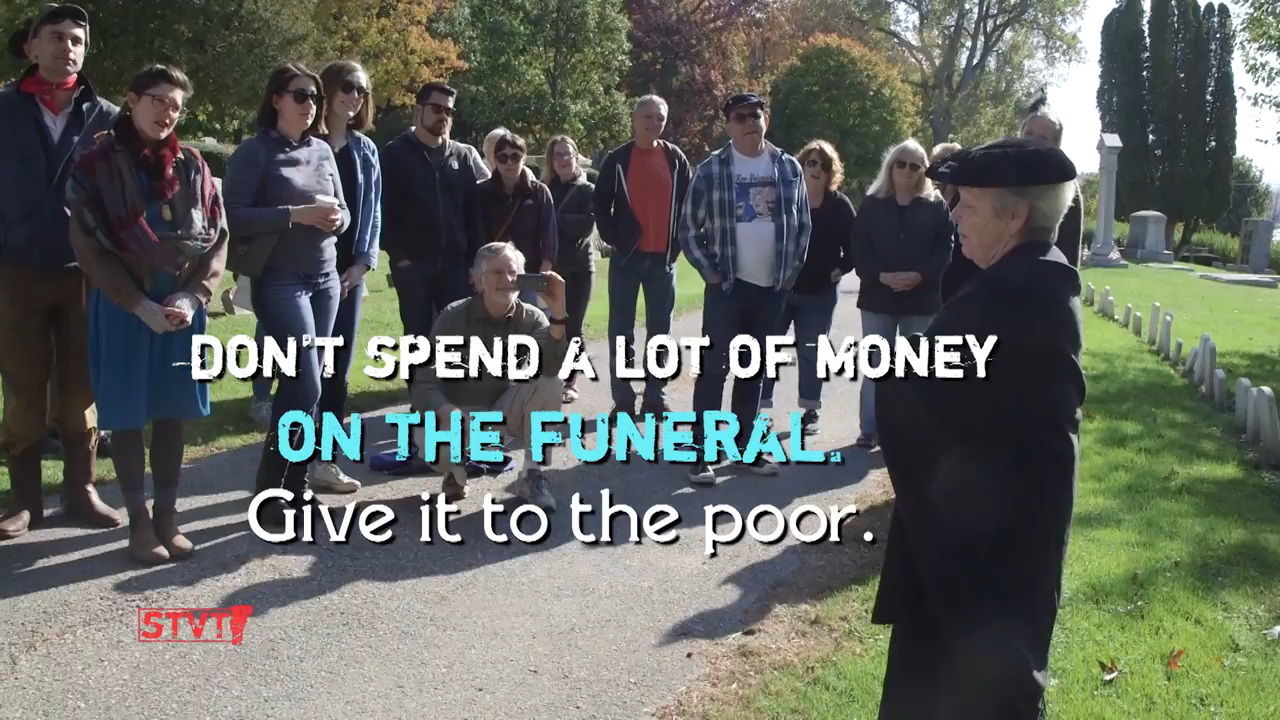 DON'T SPEND A LOT OF MONEY
ON THE FUNERAL.
Give it to the poor.
STVT